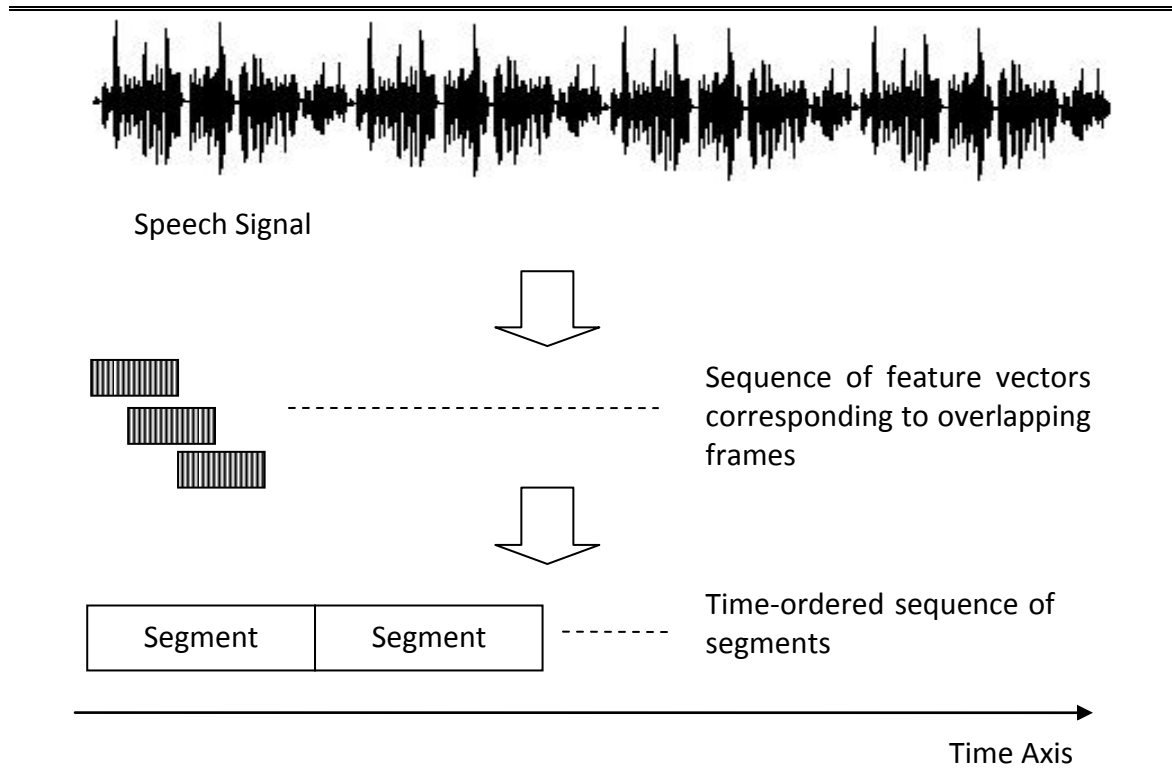 Speech Signal
Sequence of feature vectors
corresponding to overlapping
frames
Segment
Segment
Time-ordered sequence of
segments
Time Axis